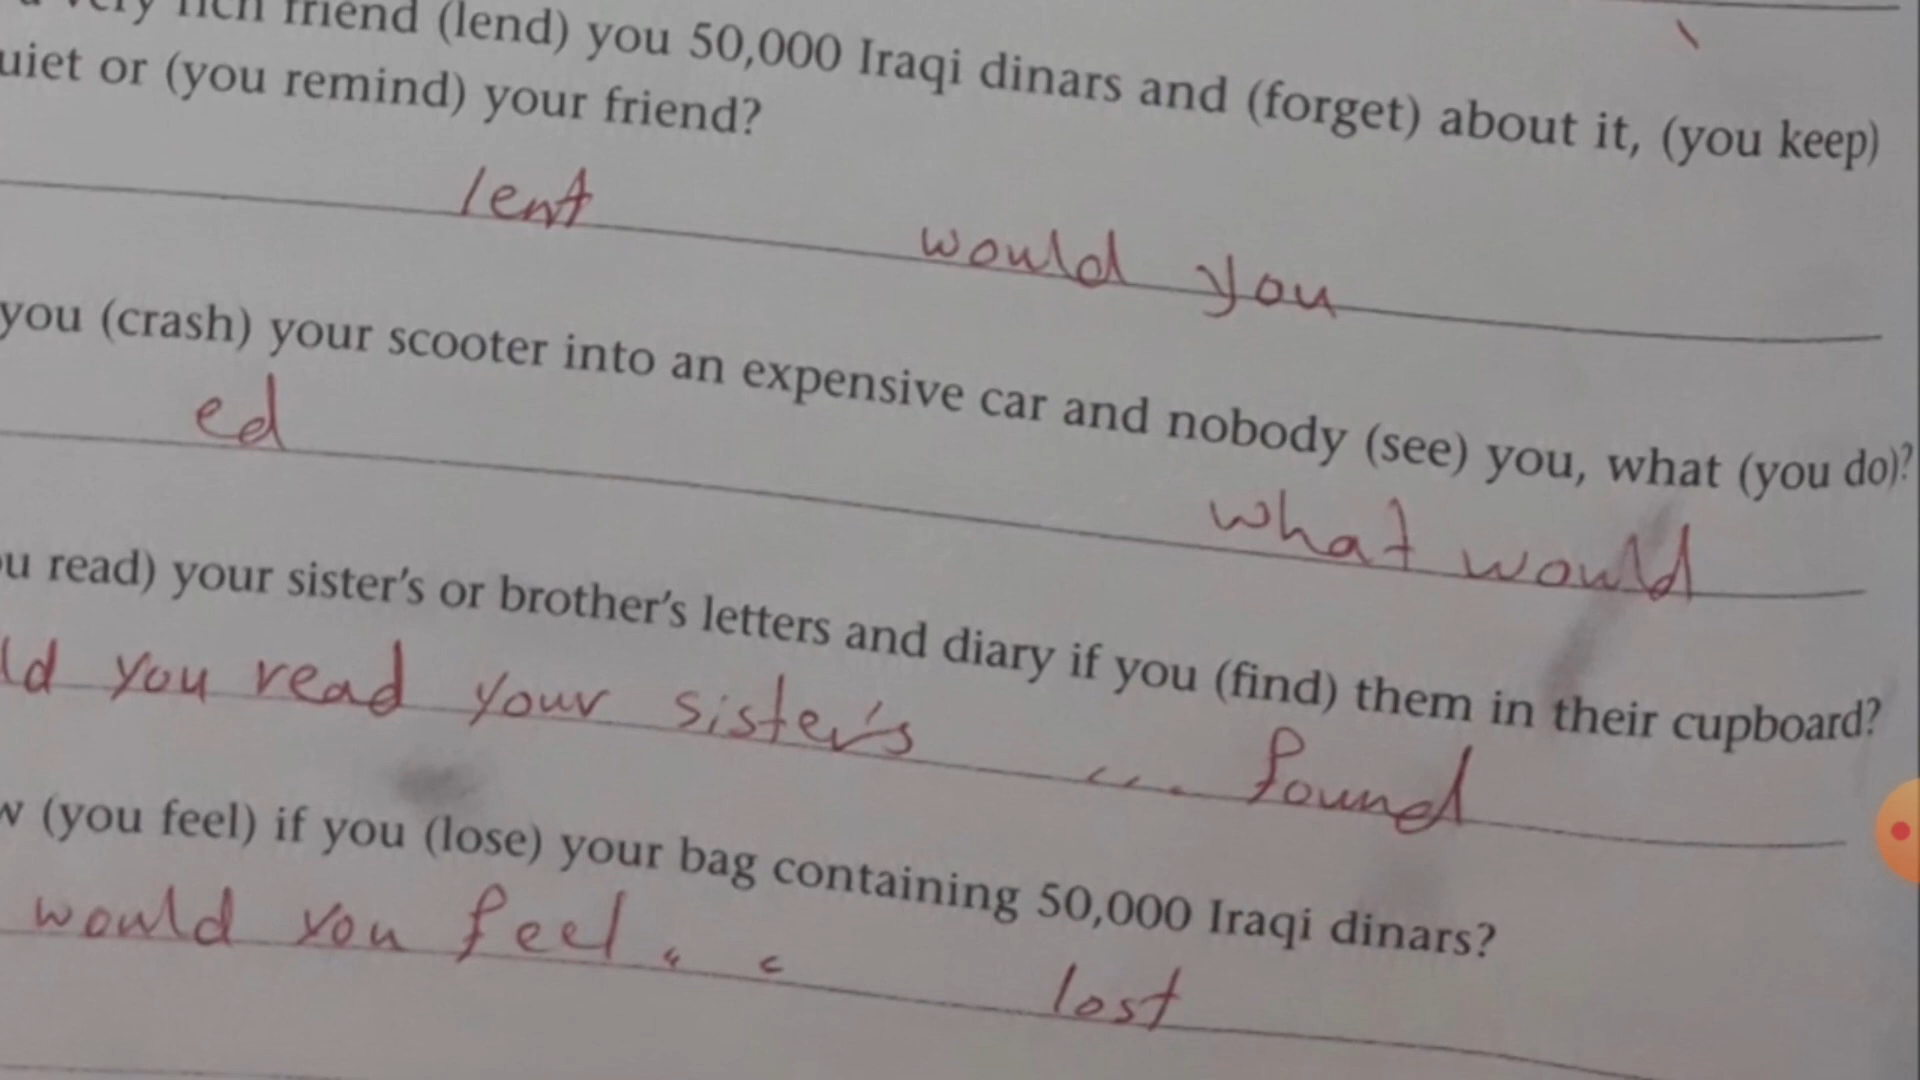 very rich friend (lend) you 50,000 Iraqi dinars and (forget) about it, (you keep)
uiet or (you remind) your friend?
lent would you
you (crash) your scooter into an expensive car and nobody (see) you, what (you do)?
ed what would
u read) your sister's or brother's letters and diary if you (find) them in their cupboard?
ld you read your sister's .... found
w (you feel) if you (lose) your bag containing 50,000 Iraqi dinars?
would you feel lost